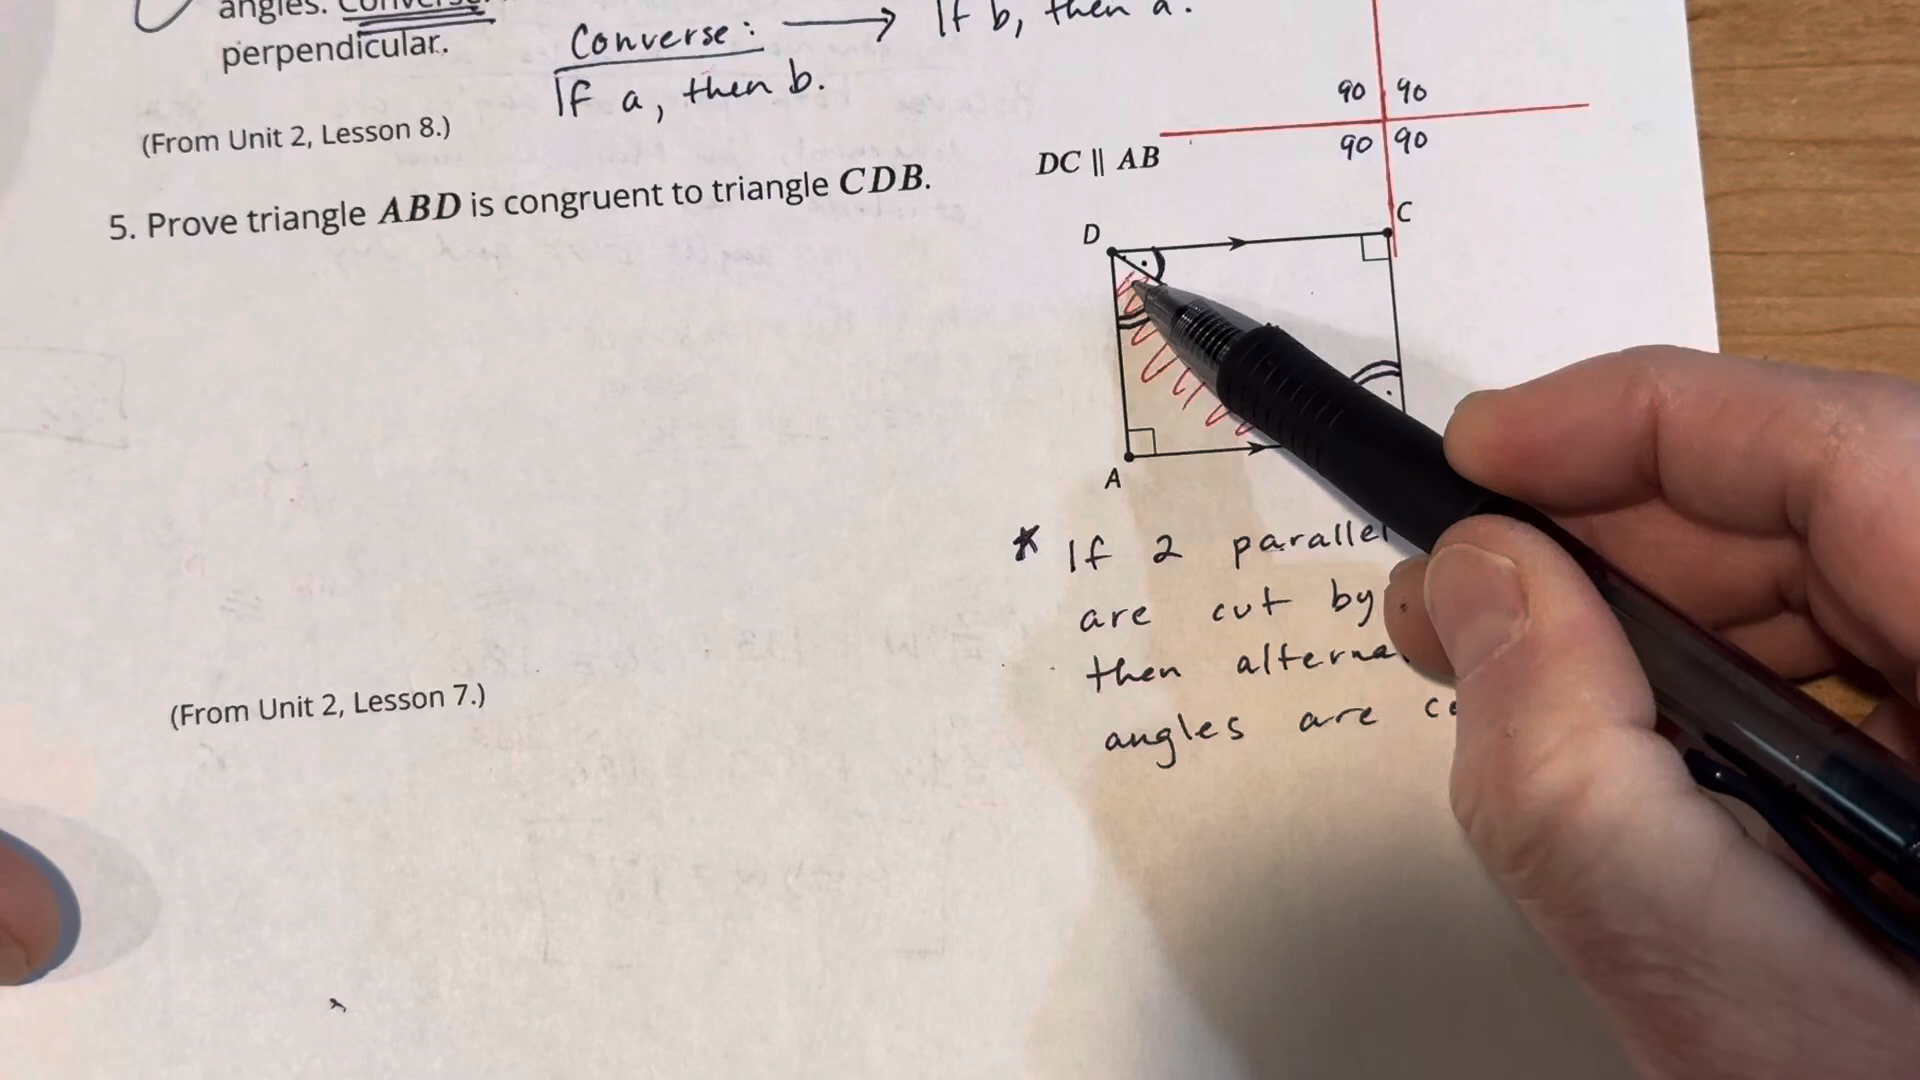 angles. Converse
perpendicular.
Converse: → If b, then a.
If a, then b.
(From Unit 2, Lesson 8.)
5. Prove triangle ABD is congruent to triangle CDB.
90 90
90 90
DC || AB
D
C
A
* If 2 parallel
are cut by
then
angles are
(From Unit 2, Lesson 7.)